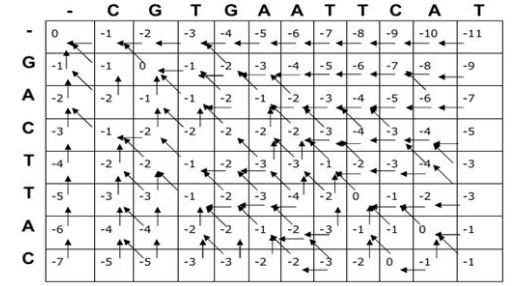 - C G T G A A T T C A T
- 0 -1 -2 -3 -4 -5 -6 -7 -8 -9 -10 -11
G -1 -1 0 -1 -2 -3 -4 -5 -6 -7 -8 -9
A -2 -2 -1 -1 -2 -1 -2 -3 -4 -5 -6 -7
C -3 -1 -2 -2 -2 -2 -2 -3 -4 -3 -4 -5
T -4 -2 -2 -1 -2 -3 -3 -1 -2 -3 -4 -3
T -5 -3 -3 -1 -2 -3 -4 -2 0 -1 -2 -3
A -6 -4 -4 -2 -2 -1 -2 -3 -1 -1 0 -1
C -7 -5 -5 -3 -3 -2 -2 -3 -2 0 -1 -1